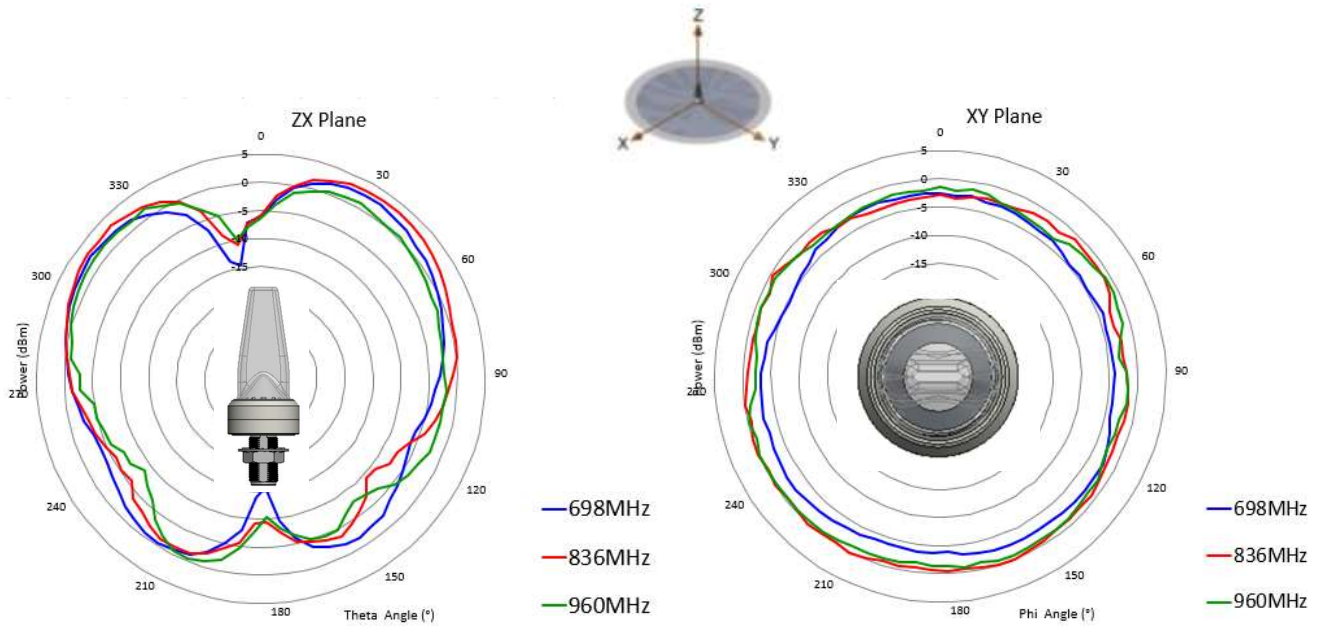 Z
X
Y
ZX Plane
0
5
0
-5
-10
-15
30
60
90
120
150
180
210
240
300
330
Power (dBm)
Theta Angle (°)
698MHz
836MHz
960MHz
XY Plane
0
5
0
-5
-10
-15
30
60
90
120
150
180
210
240
300
330
Power (dBm)
Phi Angle (°)
698MHz
836MHz
960MHz